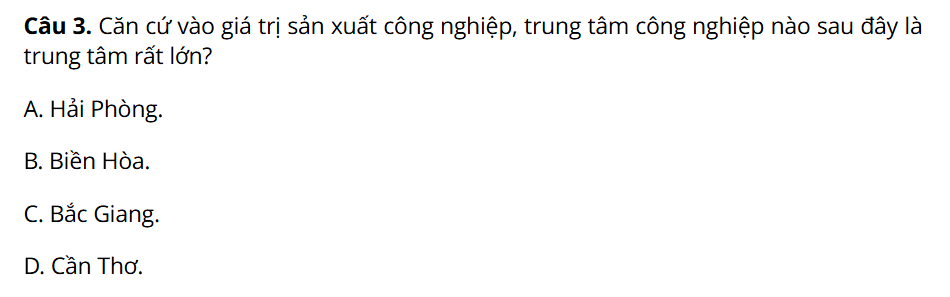 Câu 3. Căn cứ vào giá trị sản xuất công nghiệp, trung tâm công nghiệp nào sau đây là
trung tâm rất lớn?
A. Hải Phòng.
B. Biền Hòa.
C. Bắc Giang.
D. Cần Thơ.